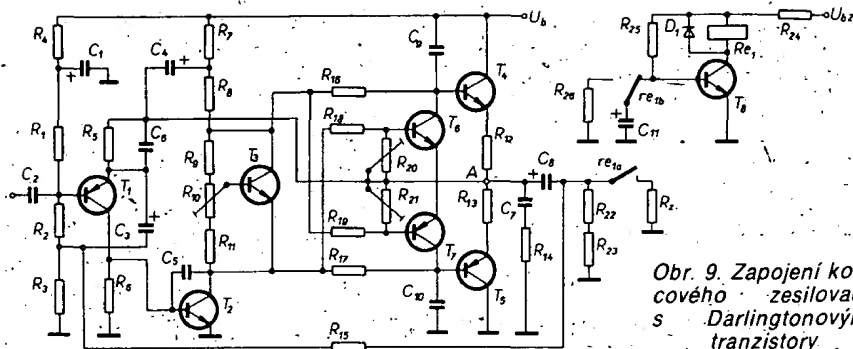 R4
C1
R7
C4
R8
C9
Ub
T4
R16
R18
T6
R1
R5
C6
R9
T3
R10
R20
R12
A
C2
T1
C3
R2
R11
R21
R19
T7
R13
C8
C7
R14
re1a
R22
Rz
R23
C5
R17
T5
R3
R6
T2
C10
R15
R25
D1
Re1
R24
Ub2
R26
re1b
T8
C11
Obr. 9. Zapojení kon-
cového zesilovač
s Darlingtonový
tranzistory